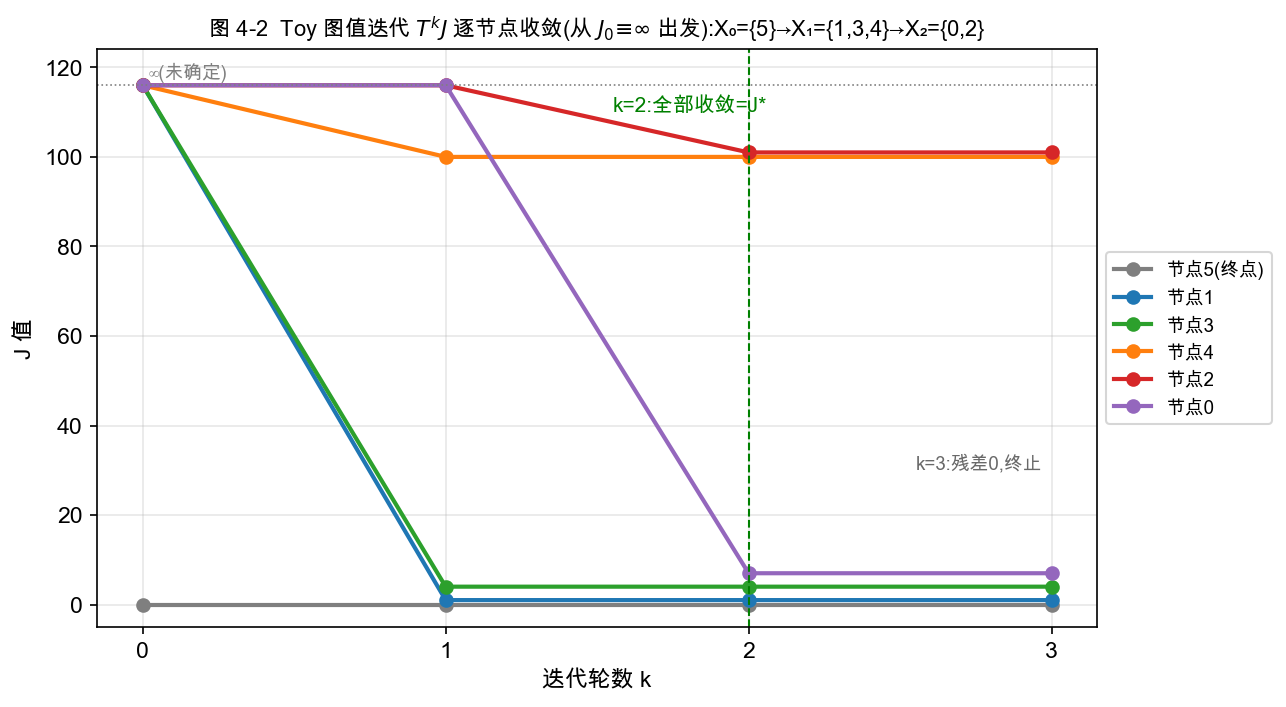 图 4-2 Toy 图值迭代 TᵏJ 逐节点收敛(从 J₀≡∞ 出发):X₀={5}→X₁={1,3,4}→X₂={0,2}
120
∞(未确定)
k=2:全部收敛=J*
100
80
60
40
20
0
J 值
k=3:残差0,终止
0
1
2
3
迭代轮数 k
节点5(终点)
节点1
节点3
节点4
节点2
节点0